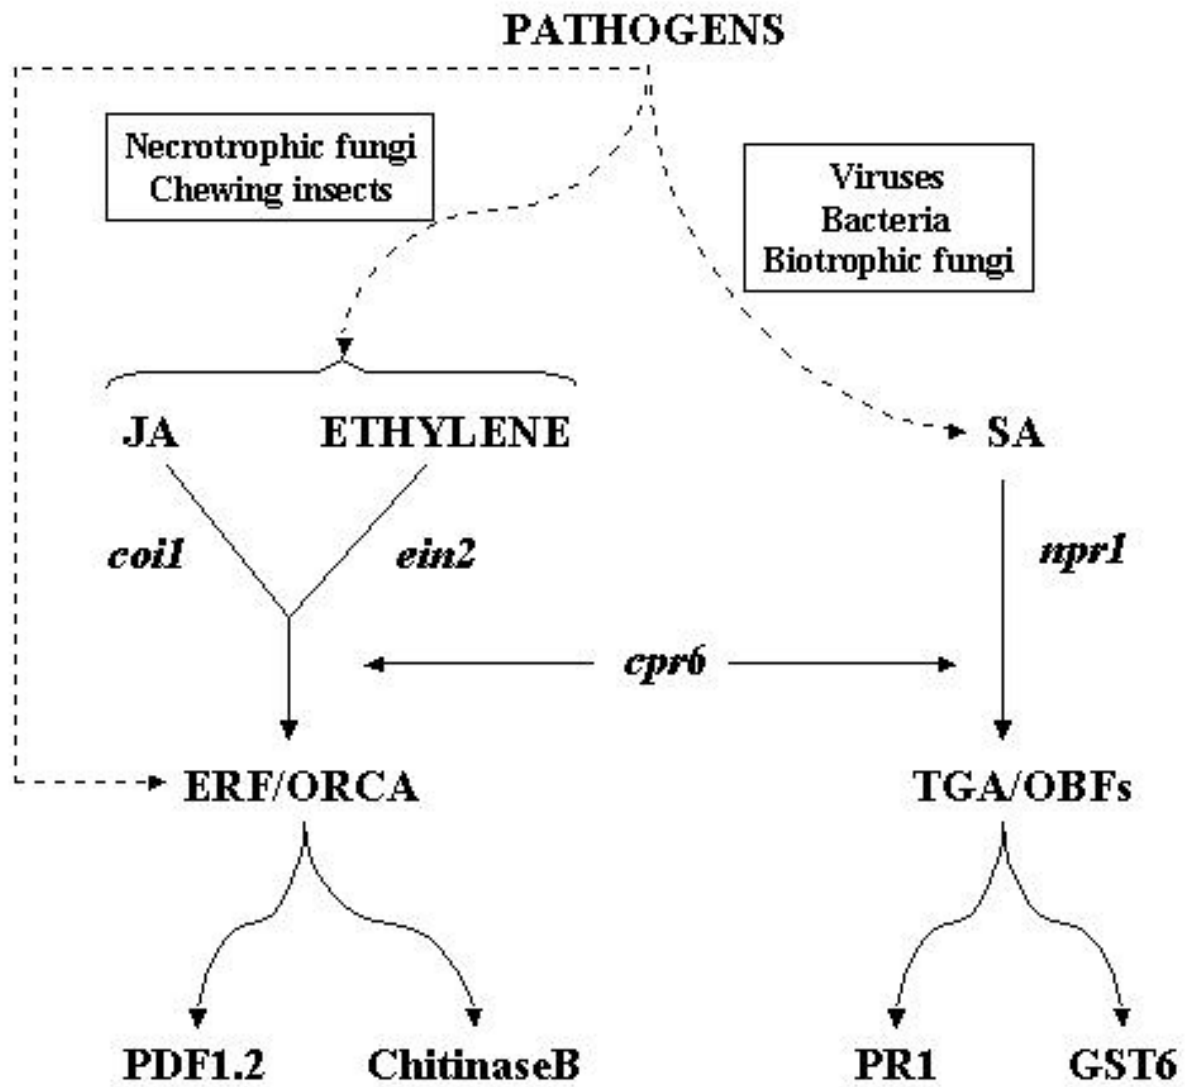 PATHOGENS
Necrotrophic fungi
Chewing insects
Viruses
Bacteria
Biotrophic fungi
JA
ETHYLENE
SA
coi1
ein2
npr1
cpr6
ERF/ORCA
TGA/OBFs
PDF1.2
ChitinaseB
PR1
GST6